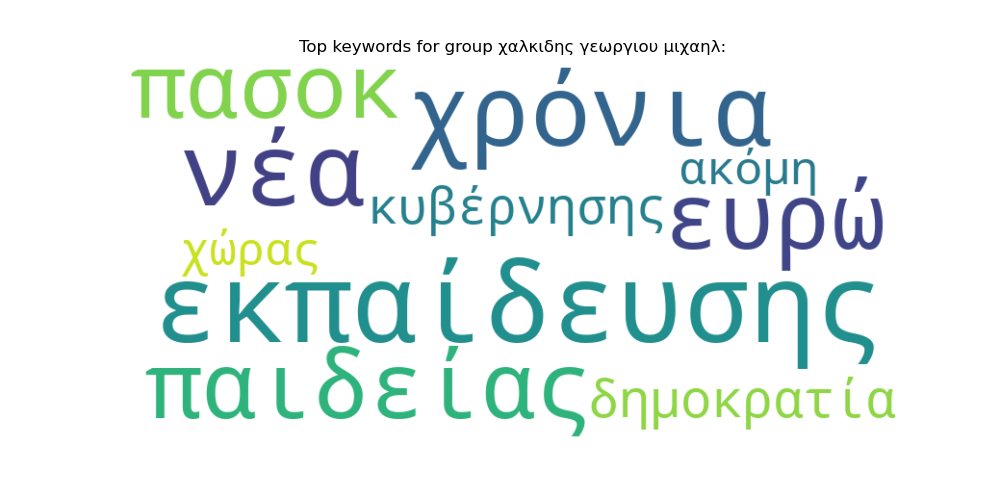 Top keywords for group χαλκιδης γεωργιου μιχαηλ:
πασοκ
χρόνια
νέα
ακόμη
κυβέρνησης
ευρώ
χώρας
εκπαίδευσης
παιδείας
δημοκρατία